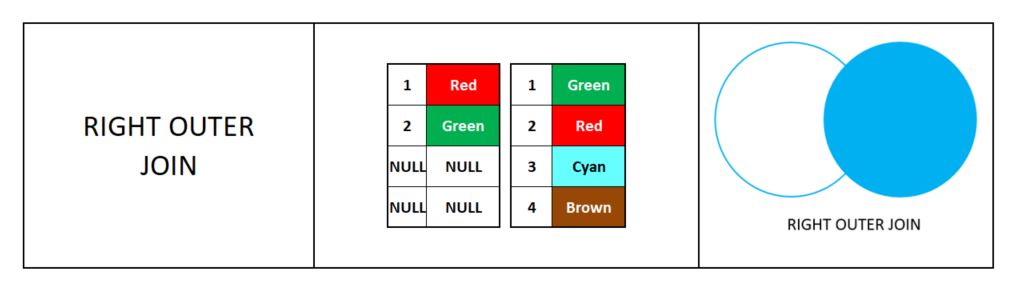 RIGHT OUTER
JOIN
1 Red 1 Green
2 Green 2 Red
NULL NULL 3 Cyan
NULL NULL 4 Brown
RIGHT OUTER JOIN